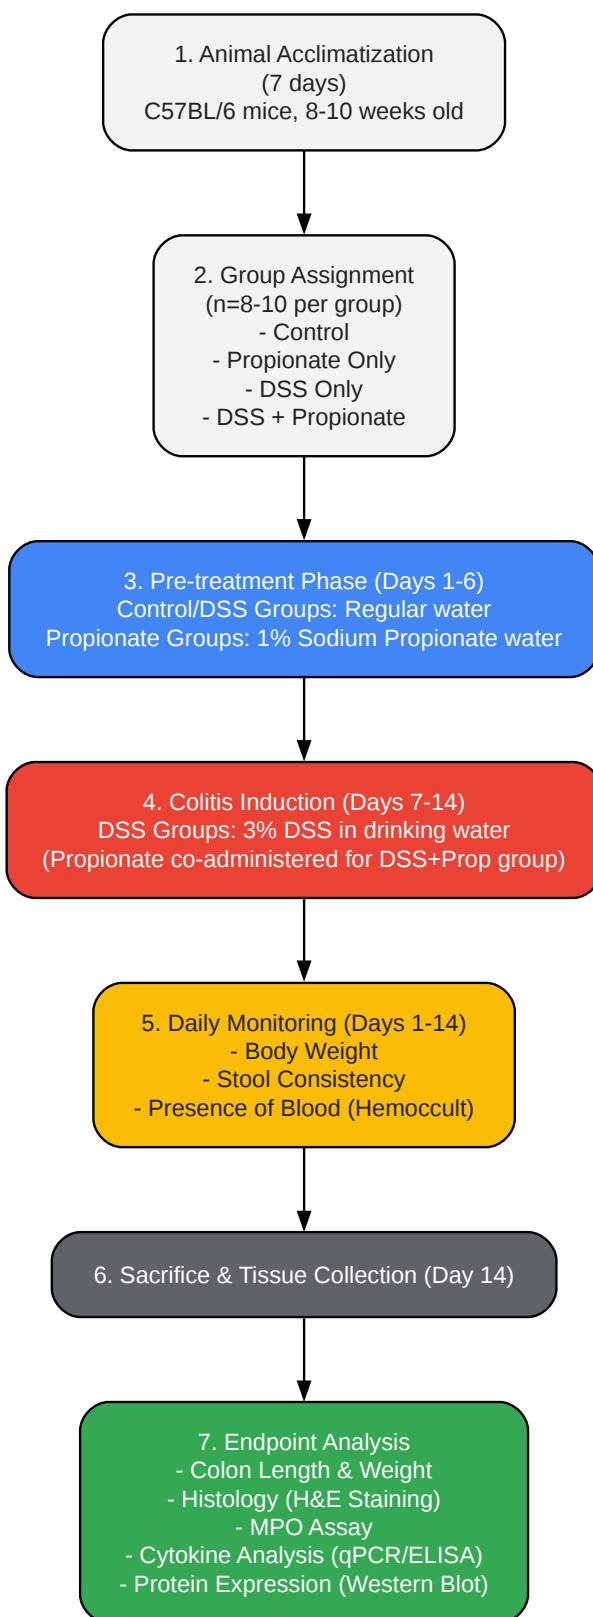 1. Animal Acclimatization
(7 days)
C57BL/6 mice, 8-10 weeks old
2. Group Assignment
(n=8-10 per group)
- Control
- Propionate Only
- DSS Only
- DSS + Propionate
3. Pre-treatment Phase (Days 1-6)
Control/DSS Groups: Regular water
Propionate Groups: 1% Sodium Propionate water
4. Colitis Induction (Days 7-14)
DSS Groups: 3% DSS in drinking water
(Propionate co-administered for DSS+Prop group)
5. Daily Monitoring (Days 1-14)
- Body Weight
- Stool Consistency
- Presence of Blood (Hemoccult)
6. Sacrifice & Tissue Collection (Day 14)
7. Endpoint Analysis
- Colon Length & Weight
- Histology (H&E Staining)
- MPO Assay
- Cytokine Analysis (qPCR/ELISA)
- Protein Expression (Western Blot)